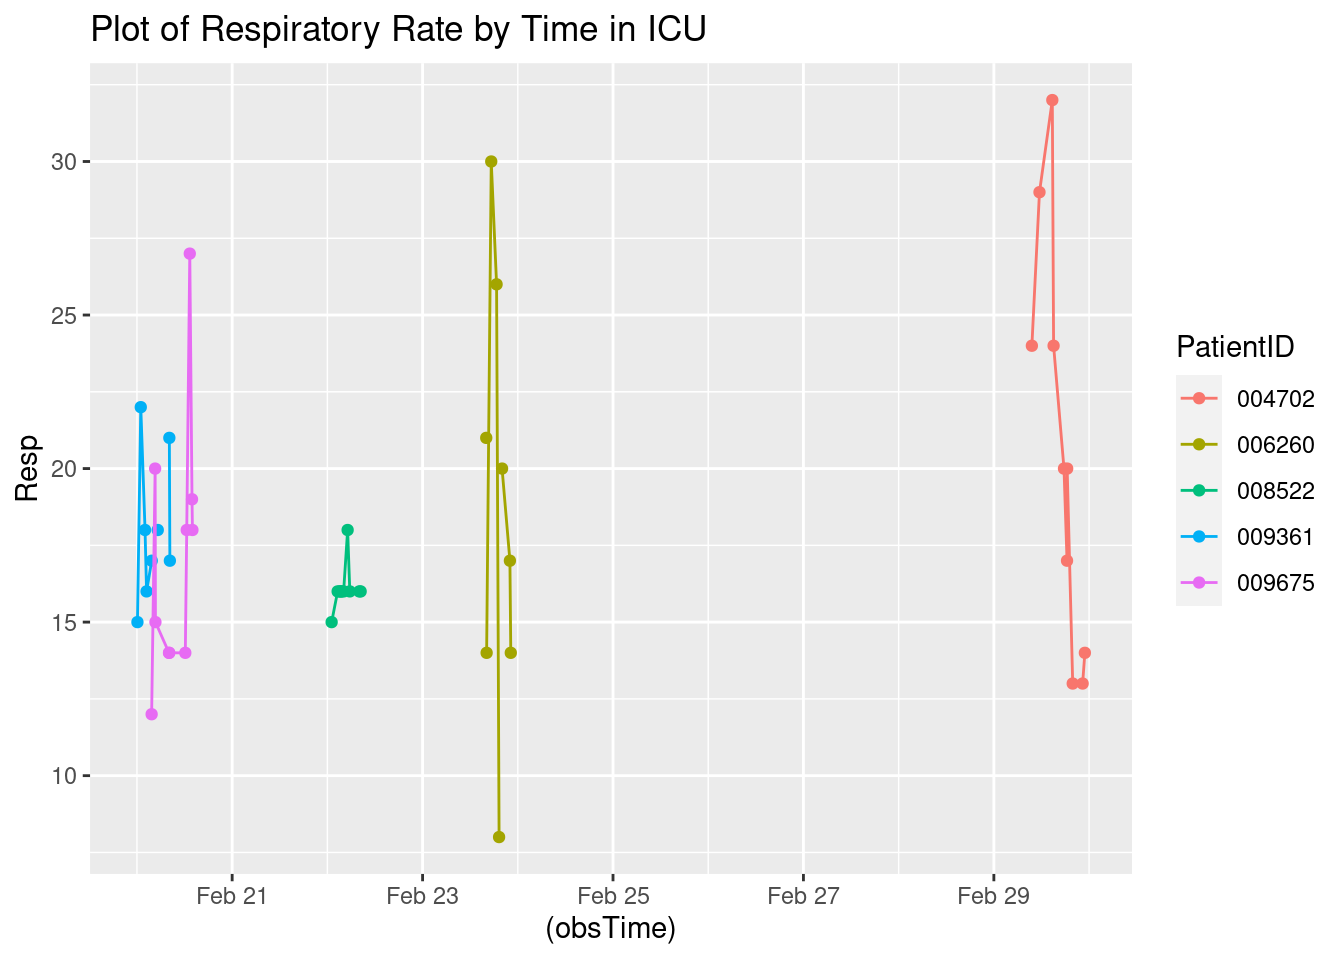 Plot of Respiratory Rate by Time in ICU
30
25
20
15
10
Resp
Feb 21
Feb 23
Feb 25
Feb 27
Feb 29
(obsTime)
PatientID
004702
006260
008522
009361
009675